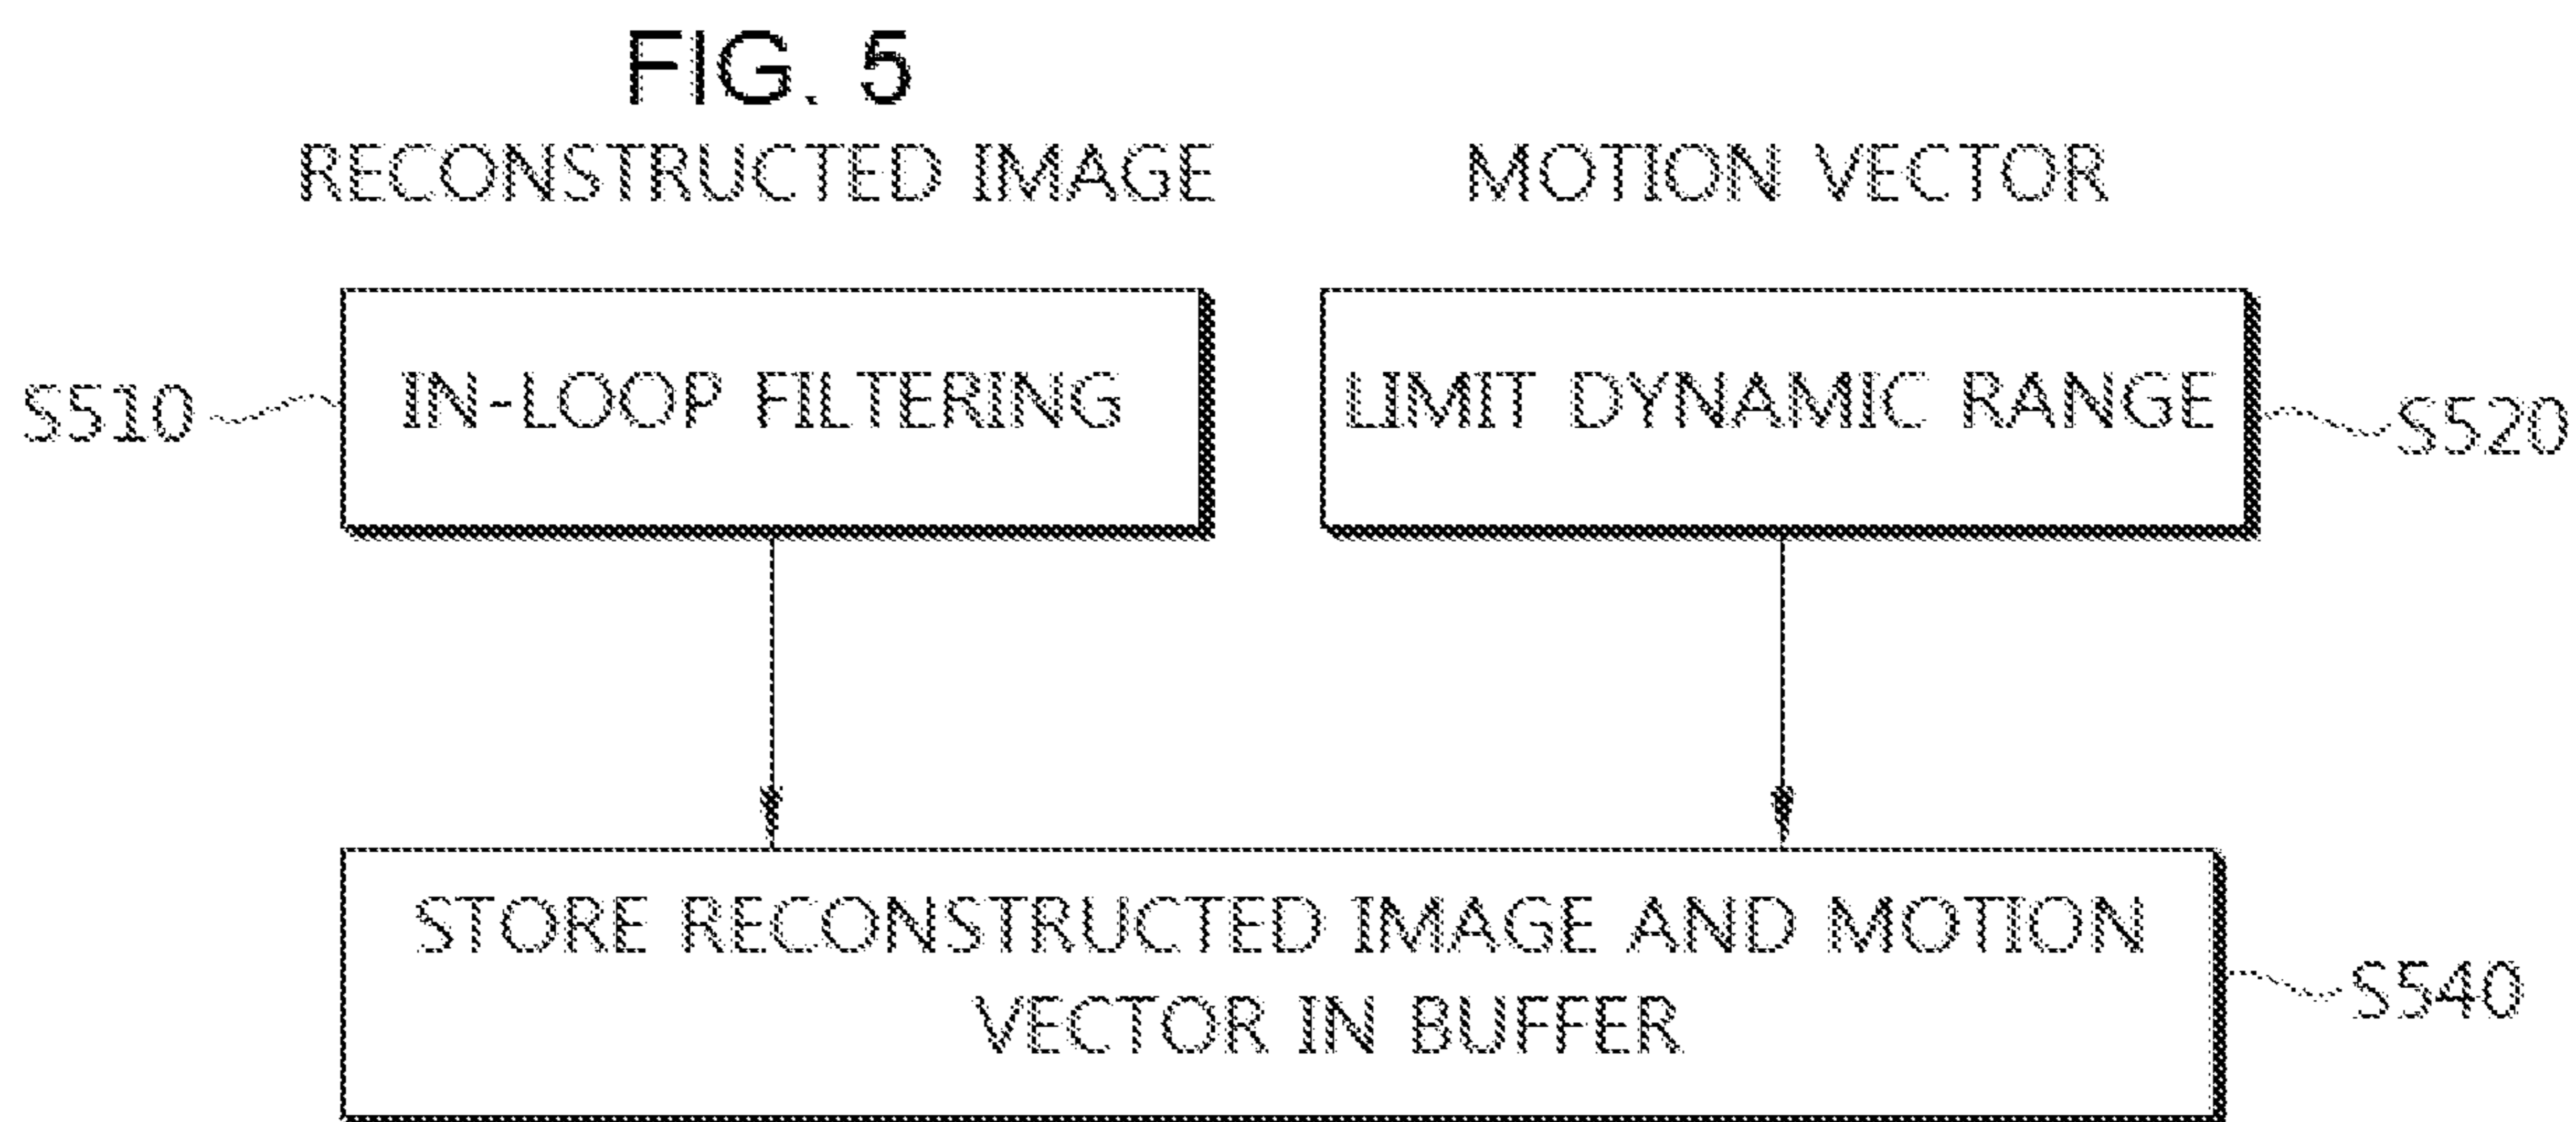 FIG. 5
RECONSTRUCTED IMAGE
MOTION VECTOR
S510
IN-LOOP FILTERING
LIMIT DYNAMIC RANGE
S520
STORE RECONSTRUCTED IMAGE AND MOTION
VECTOR IN BUFFER
S540